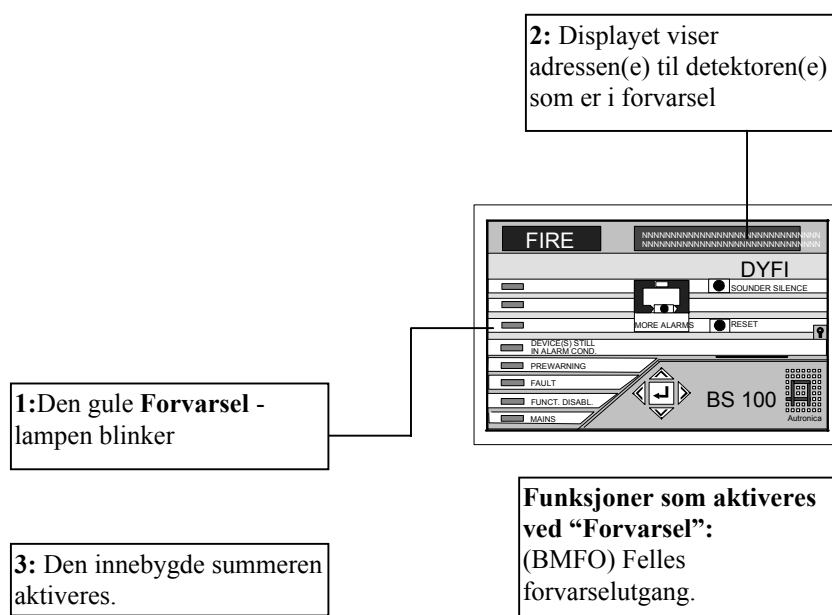 2: Displayet viser
adressen(e) til detektoren(e)
som er i forvarsel
FIRE
NNNNNNNNNNNNNNNNNNNNNNNNNNNNNN
NNNNNNNNNNNNNNNNNNNNNNNNNNNNNN
DYFI
SOUNDER SILENCE
MORE ALARMS
RESET
DEVICE(S) STILL
IN ALARM COND.
PREWARNING
FAULT
FUNCT. DISABL.
MAINS
BS 100
Autronica
1:Den gule Forvarsel -
lampen blinker
Funksjoner som aktiveres
ved “Forvarsel”:
(BMFO) Felles
forvarselutgang.
3: Den innebygde summeren
aktiveres.